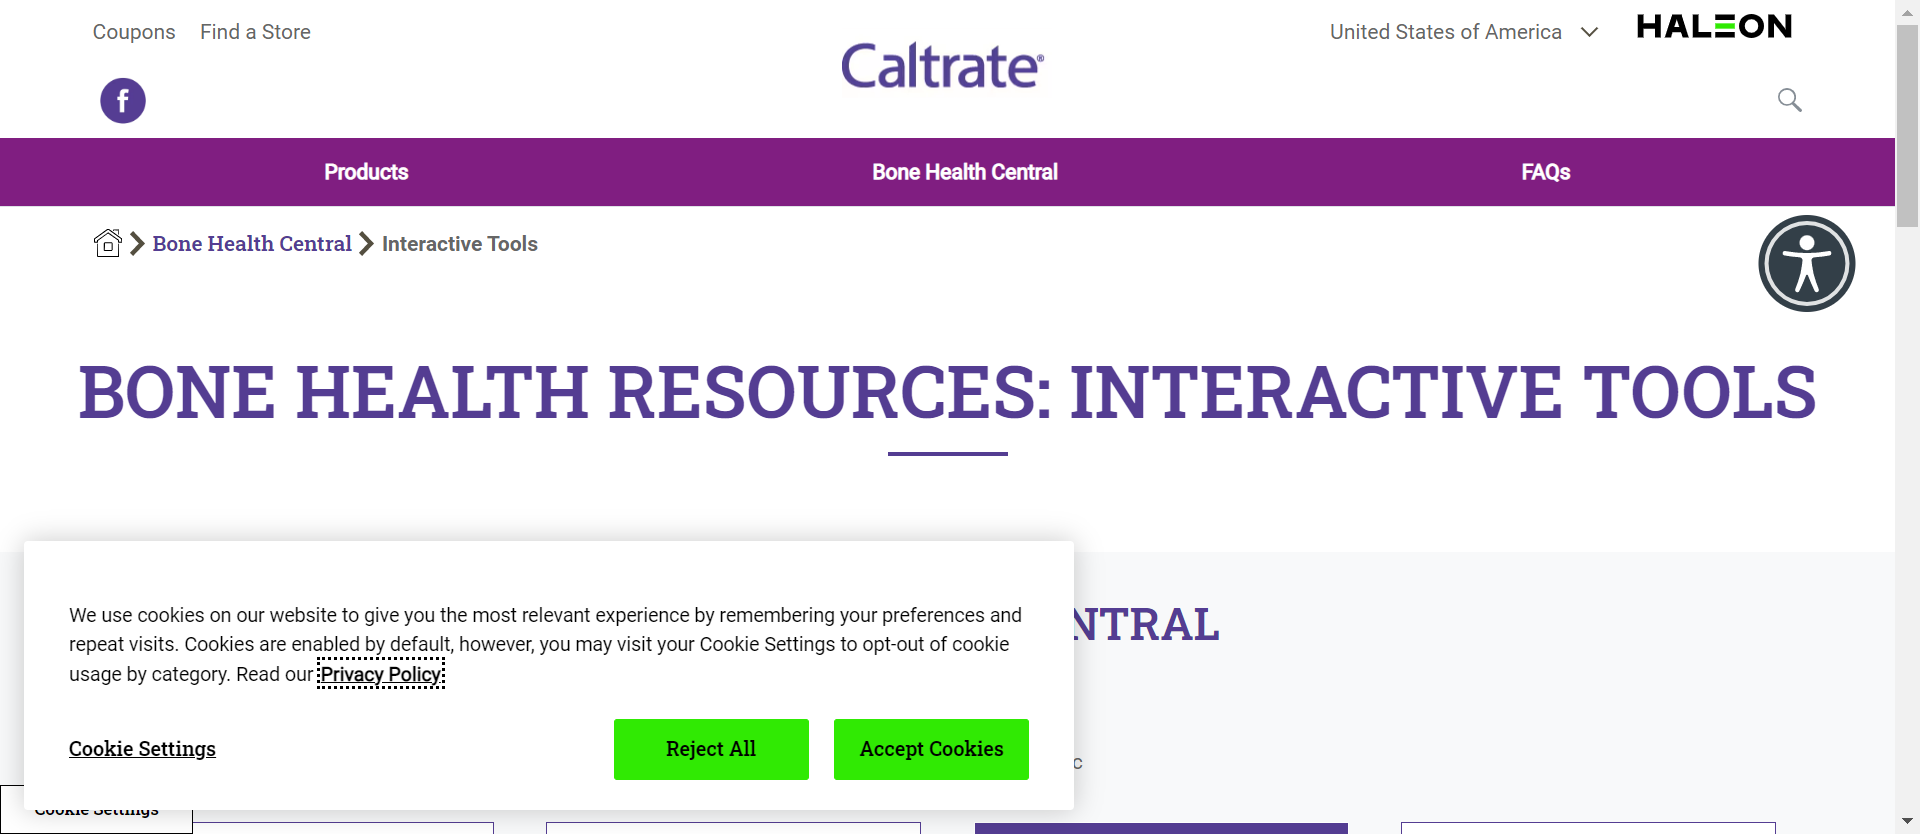 Coupons Find a Store
United States of America
HALEON
Caltrate®
f
Products
Bone Health Central
FAQs
Bone Health Central
Interactive Tools
BONE HEALTH RESOURCES: INTERACTIVE TOOLS
We use cookies on our website to give you the most relevant experience by remembering your preferences and
repeat visits. Cookies are enabled by default, however, you may visit your Cookie Settings to opt-out of cookie
usage by category. Read our Privacy Policy
Cookie Settings
Reject All
Accept Cookies
NTRAL
c
Cookie Settings